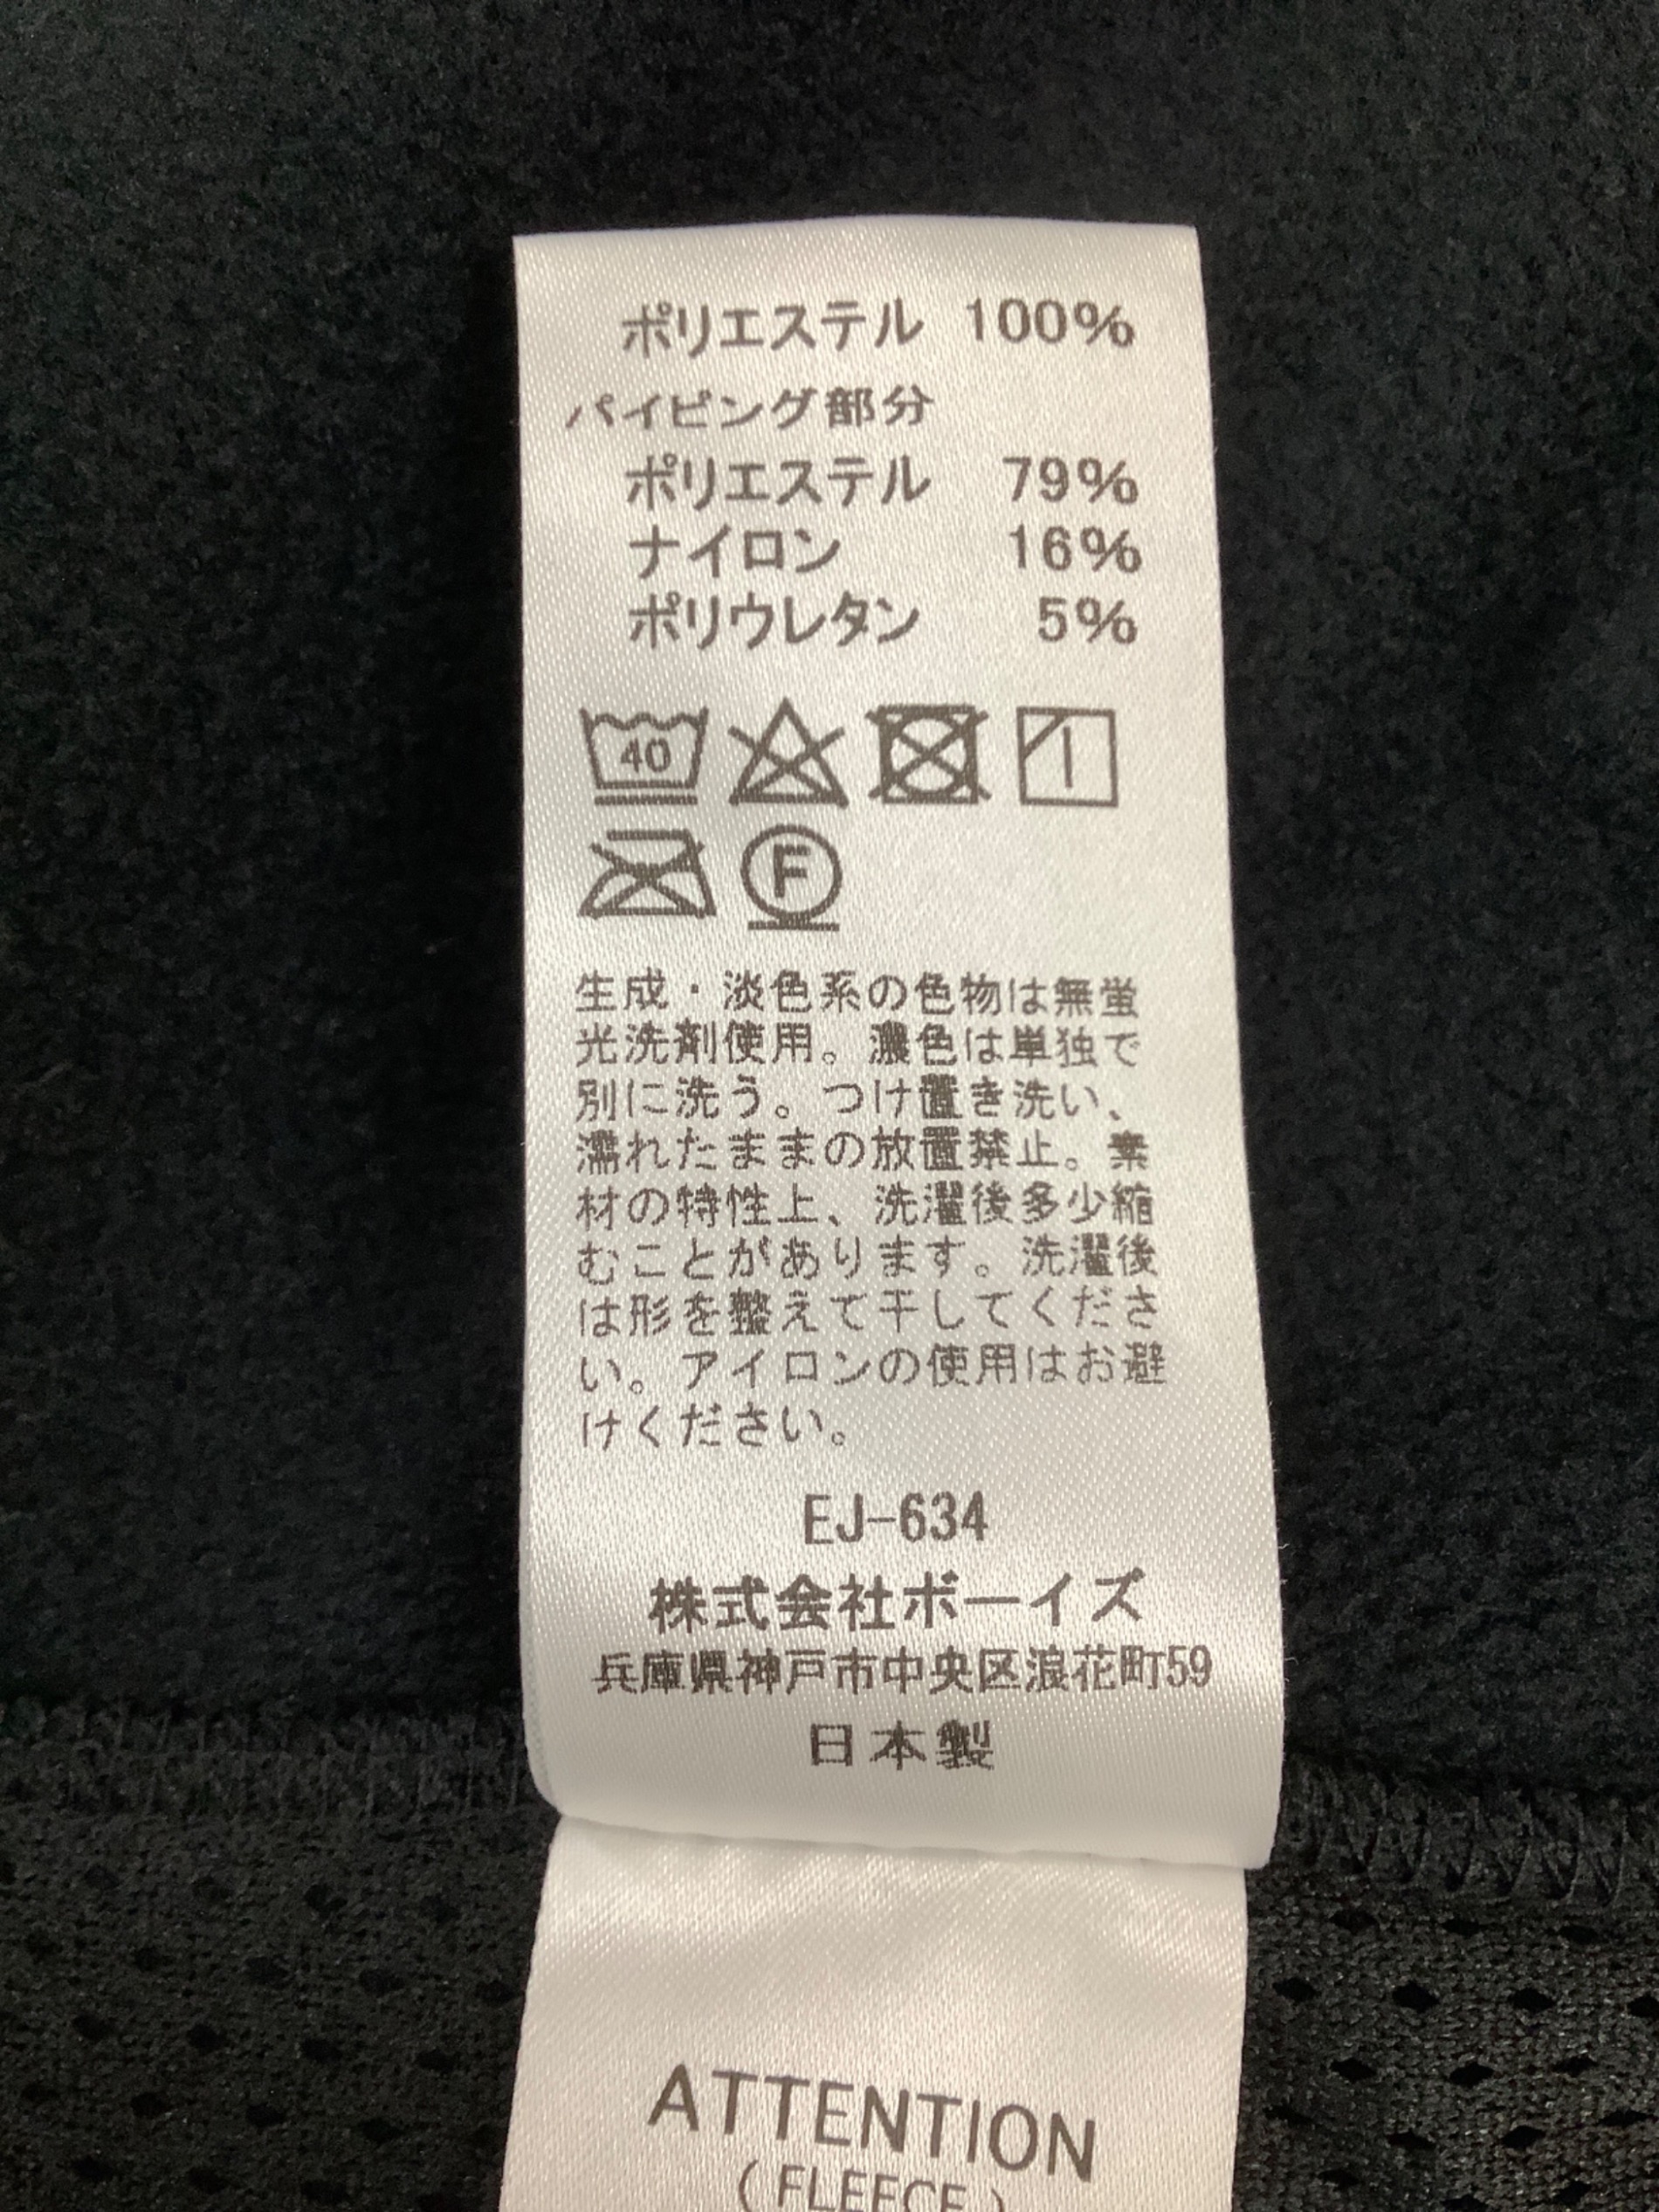 ポリエステル 100%
パイピング部分
ポリエステル 79%
ナイロン 16%
ポリウレタン 5%
40
F
生成・淡色系の色物は無蛍
光洗剤使用。濃色は単独で
別に洗う。つけ置き洗い、
濡れたままの放置禁止。素
材の特性上、洗濯後多少縮
むことがあります。洗濯後
は形を整えて干してくださ
い。アイロンの使用はお避
けください。
EJ-634
株式会社ボーイズ
兵庫県神戸市中央区浪花町59
日本製
ATTENTION
(FLEECE)